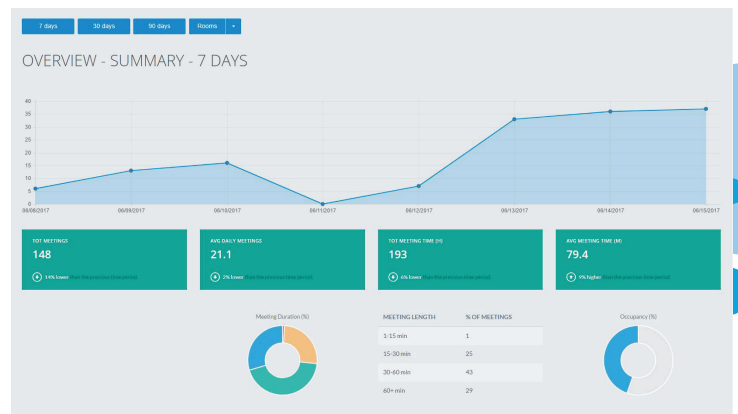 7 days 30 days 90 days Rooms
OVERVIEW - SUMMARY - 7 DAYS
40
35
30
25
20
15
10
5
0
06/08/2017 06/09/2017 06/10/2017 06/11/2017 06/12/2017 06/13/2017 06/14/2017 06/15/2017
TOT MEETINGS
148
14% lower than the previous time period
AVG DAILY MEETINGS
21.1
2% lower than the previous time period
TOT MEETING TIME (H)
193
6% lower than the previous time period
AVG MEETING TIME (M)
79.4
9% higher than the previous time period
Meeting Duration (%)
MEETING LENGTH % OF MEETINGS
1-15 min 1
15-30 min 25
30-60 min 43
60+ min 29
Occupancy (%)